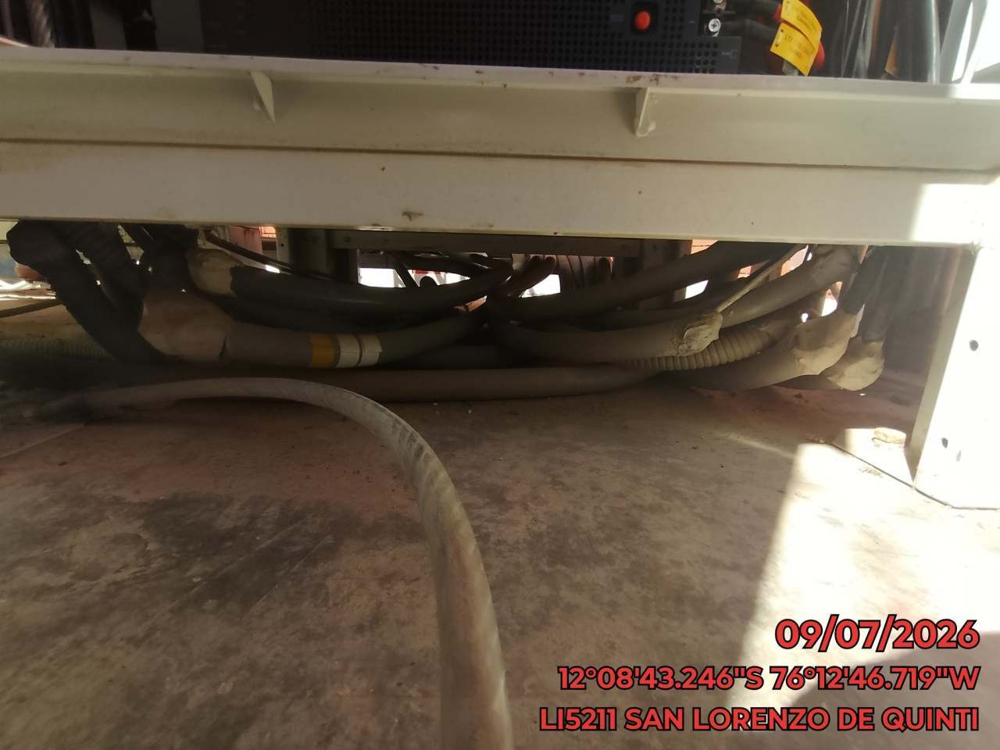 09/07/2026
12°08'43.246"S 76°12'46.719"W
LI5211 SAN LORENZO DE QUINTI